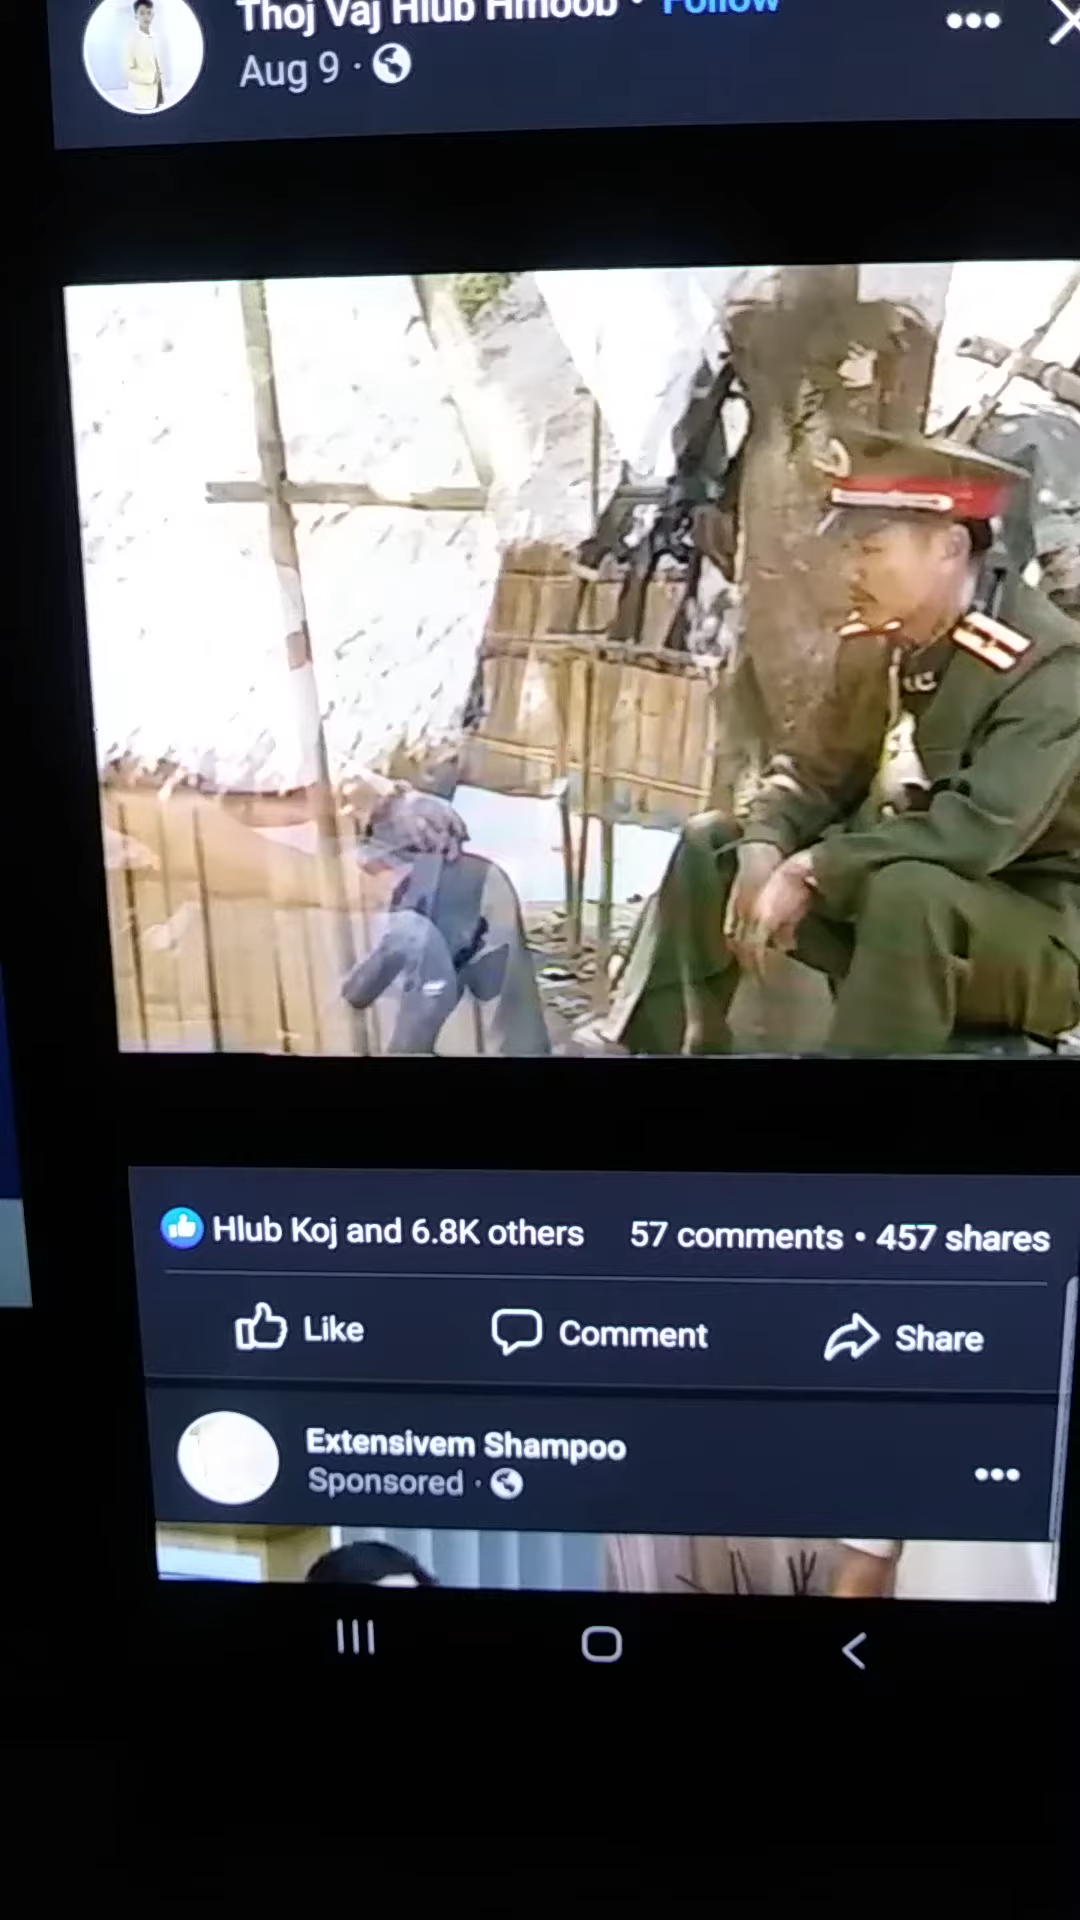 Thoj Vaj Hlub Hmoob · Follow
Aug 9 ·
Hlub Koj and 6.8K others 57 comments • 457 shares
Like Comment Share
Extensivem Shampoo
Sponsored ·